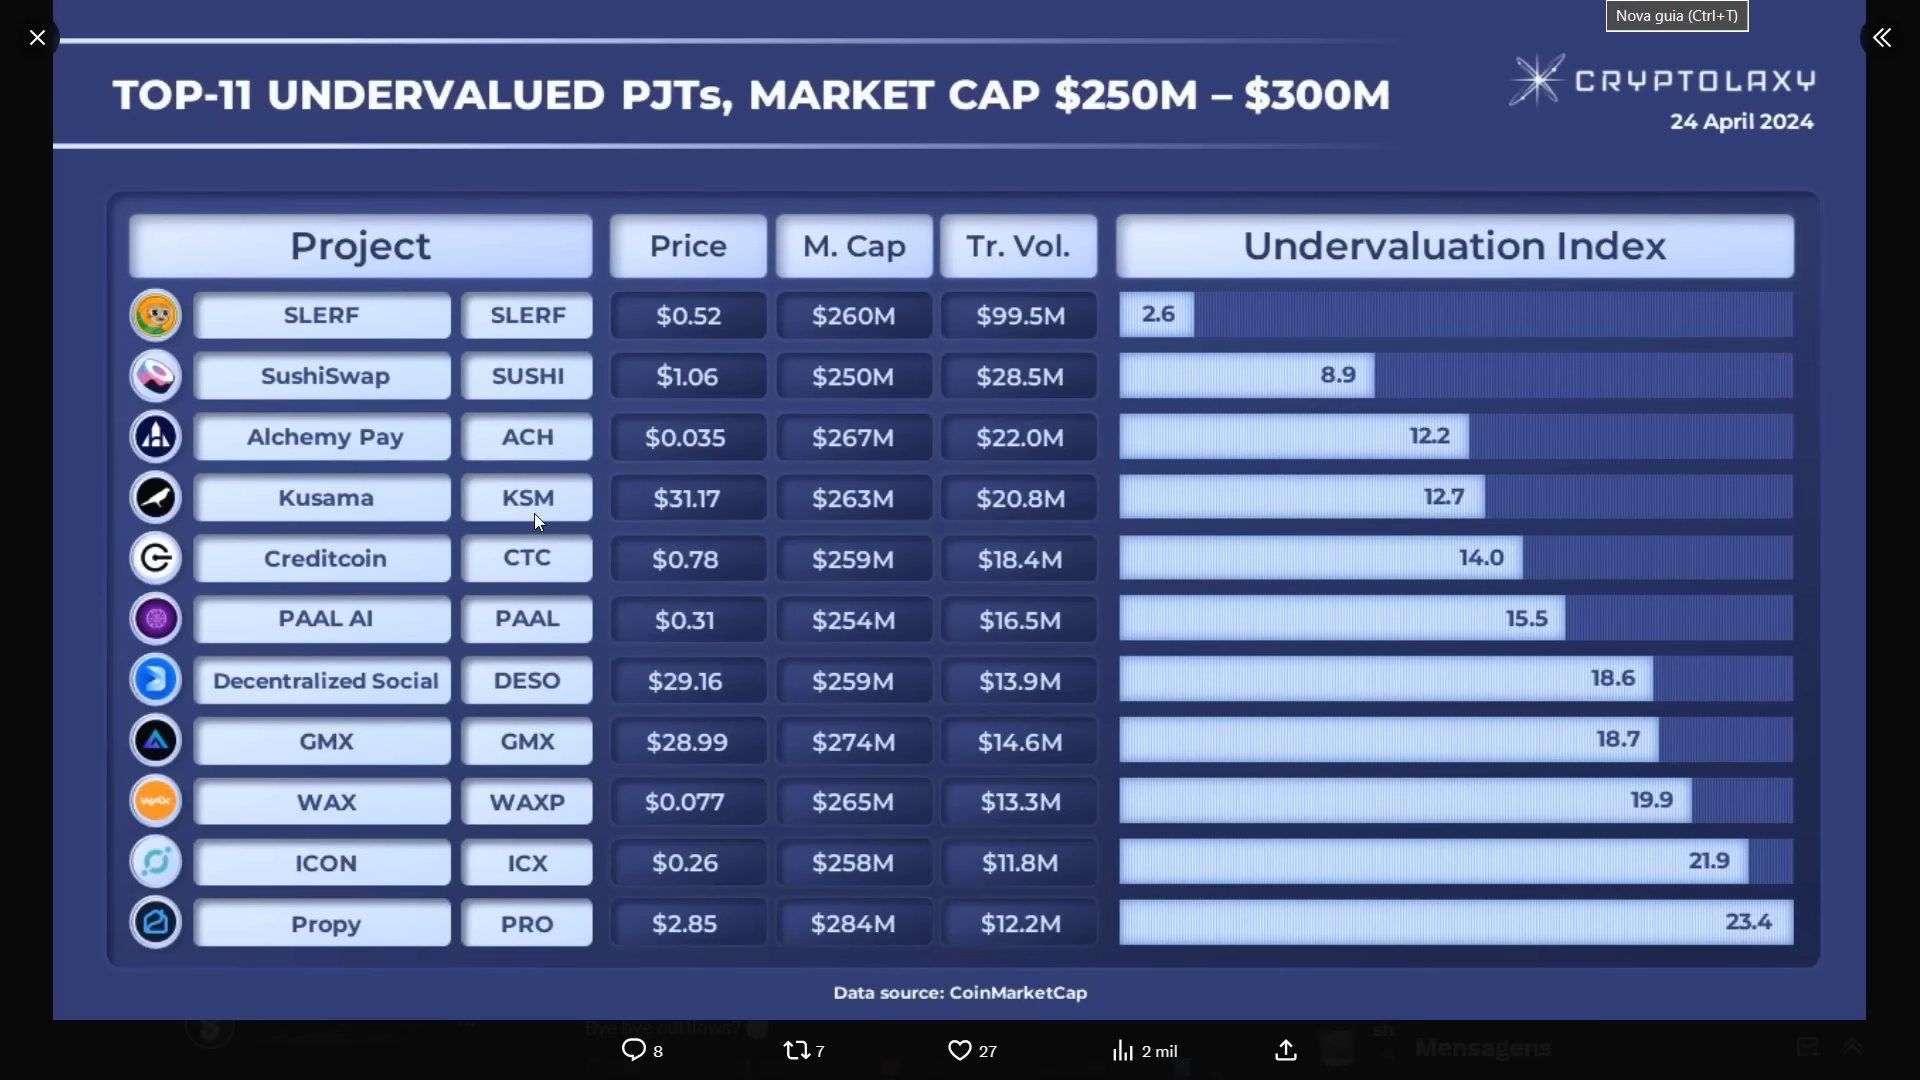 Nova guia (Ctrl+T)
TOP-11 UNDERVALUED PJTs, MARKET CAP $250M – $300M
CRYPTOLAXY
24 April 2024
Project Price M. Cap Tr. Vol. Undervaluation Index
SLERF SLERF $0.52 $260M $99.5M 2.6
SushiSwap SUSHI $1.06 $250M $28.5M 8.9
Alchemy Pay ACH $0.035 $267M $22.0M 12.2
Kusama KSM $31.17 $263M $20.8M 12.7
Creditcoin CTC $0.78 $259M $18.4M 14.0
PAAL AI PAAL $0.31 $254M $16.5M 15.5
Decentralized Social DESO $29.16 $259M $13.9M 18.6
GMX GMX $28.99 $274M $14.6M 18.7
WAX WAX WAXP $0.077 $265M $13.3M 19.9
ICON ICX $0.26 $258M $11.8M 21.9
Propy PRO $2.85 $284M $12.2M 23.4
Data source: CoinMarketCap
Bye bye outflows?
8 7 27 2 mil
Mensagens